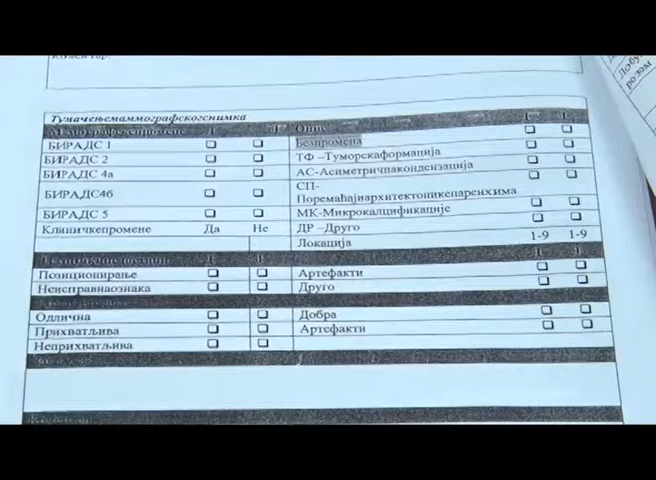 Тумачењемамографскогснимка
БИРАДС 1
БИРАДС 2
БИРАДС 4а
БИРАДС4б
БИРАДС 5
Клиничкепромене Да Не
Опис
Безпромена
ТФ –Туморскаформација
АС-Асиметричнакондензација
СП-
Поремаћајиархитектоникепаренхима
МК-Микрокалцификације
ДР –Друго
Локација 1-9 1-9
Позиционирање Артефакти
Неисправнаознака Друго
Одлична Добра
Прихватљива Артефакти
Неприхватљива